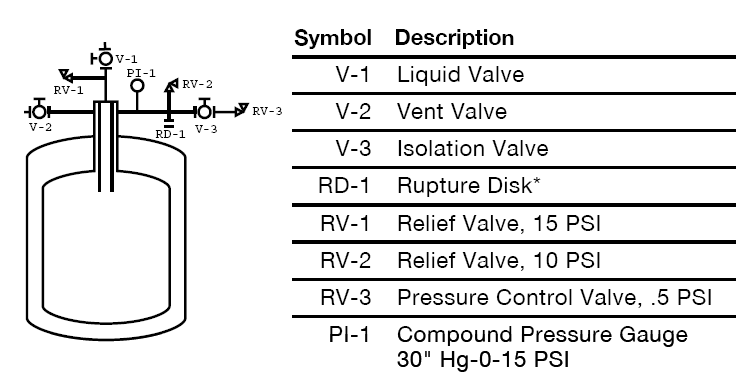 V-1
PI-1
RV-1
RV-2
RV-3
V-2
RD-1
V-3
Symbol Description
V-1 Liquid Valve
V-2 Vent Valve
V-3 Isolation Valve
RD-1 Rupture Disk*
RV-1 Relief Valve, 15 PSI
RV-2 Relief Valve, 10 PSI
RV-3 Pressure Control Valve, .5 PSI
PI-1 Compound Pressure Gauge
30" Hg-0-15 PSI